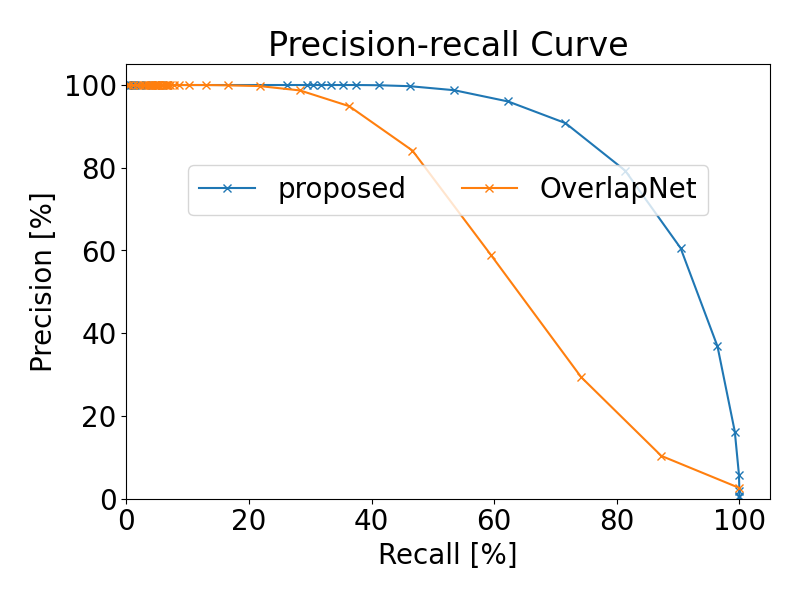 Precision-recall Curve
100
80
60
40
20
0
Precision [%]
proposed
OverlapNet
0 20 40 60 80 100
Recall [%]